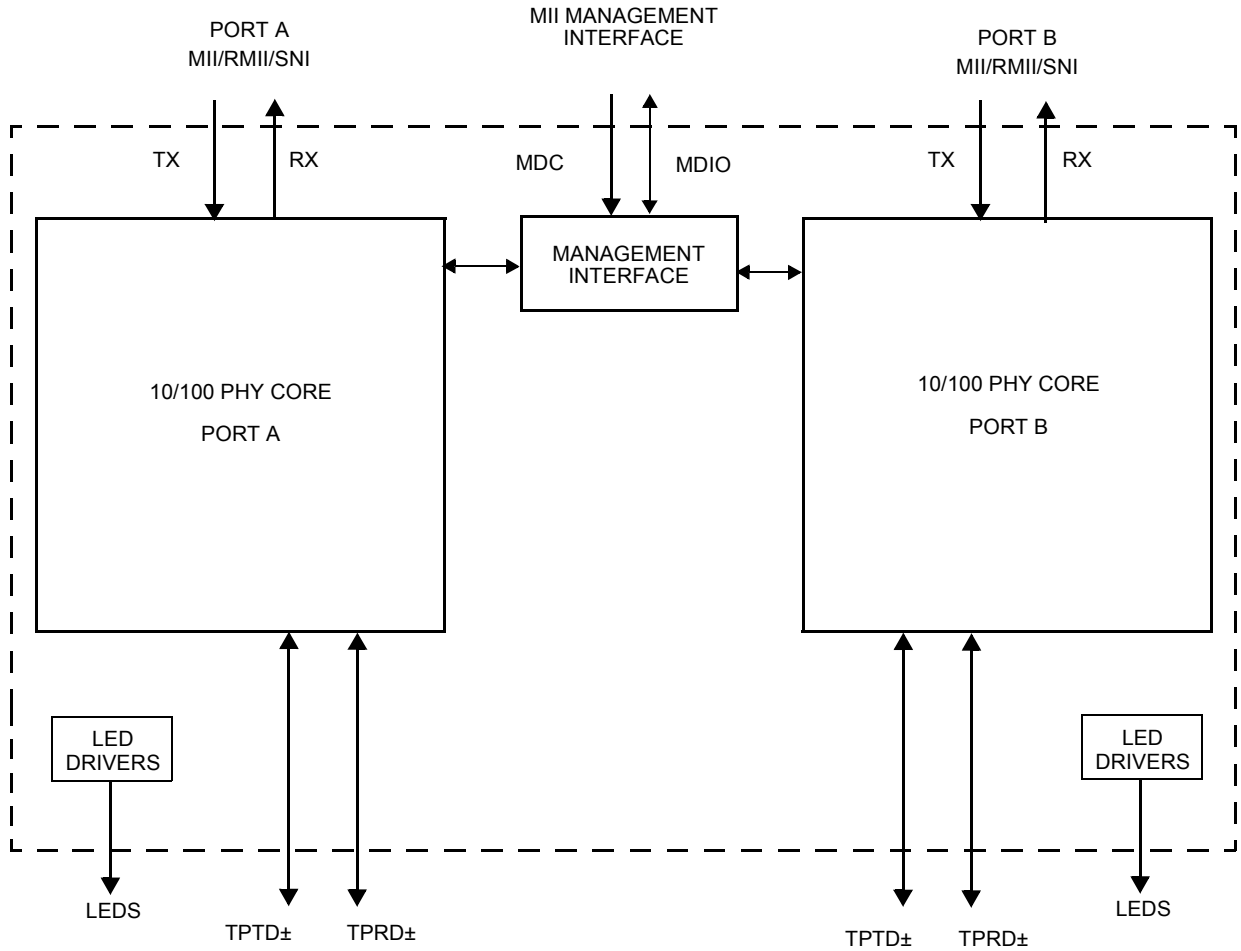 PORT A
MII/RMII/SNI
MII MANAGEMENT
INTERFACE
PORT B
MII/RMII/SNI
TX
RX
MDC
MDIO
TX
RX
MANAGEMENT
INTERFACE
10/100 PHY CORE
PORT A
10/100 PHY CORE
PORT B
LED
DRIVERS
LED
DRIVERS
LEDS
TPTD±
TPRD±
TPTD±
TPRD±
LEDS